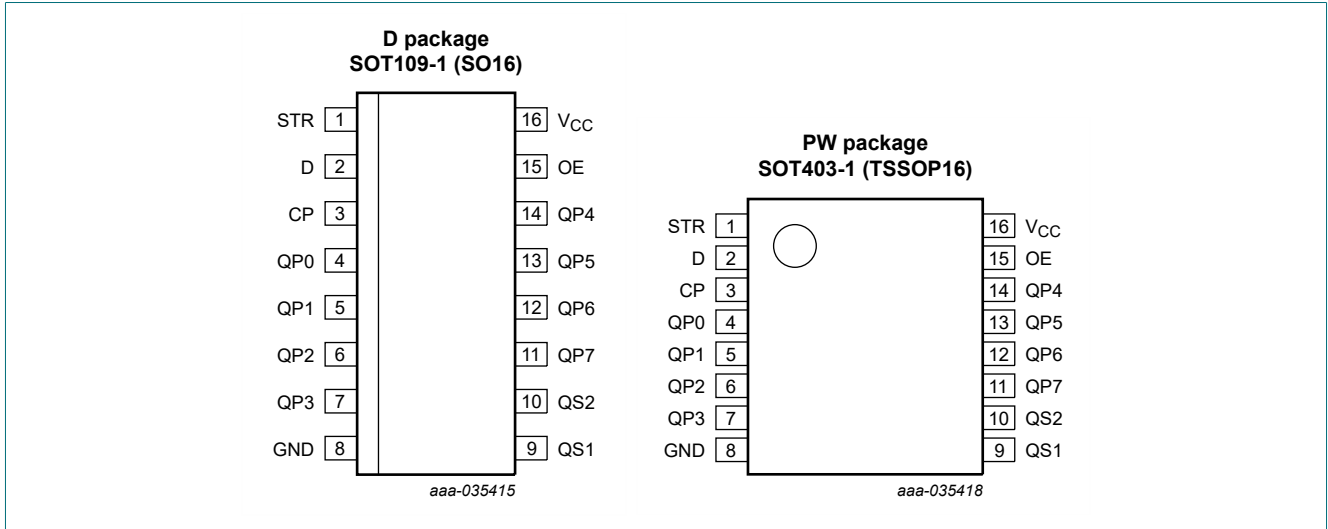 D package
SOT109-1 (SO16)
STR 1 16 VCC
D 2 15 OE
CP 3 14 QP4
QP0 4 13 QP5
QP1 5 12 QP6
QP2 6 11 QP7
QP3 7 10 QS2
GND 8 9 QS1
aaa-035415
PW package
SOT403-1 (TSSOP16)
STR 1 16 VCC
D 2 15 OE
CP 3 14 QP4
QP0 4 13 QP5
QP1 5 12 QP6
QP2 6 11 QP7
QP3 7 10 QS2
GND 8 9 QS1
aaa-035418